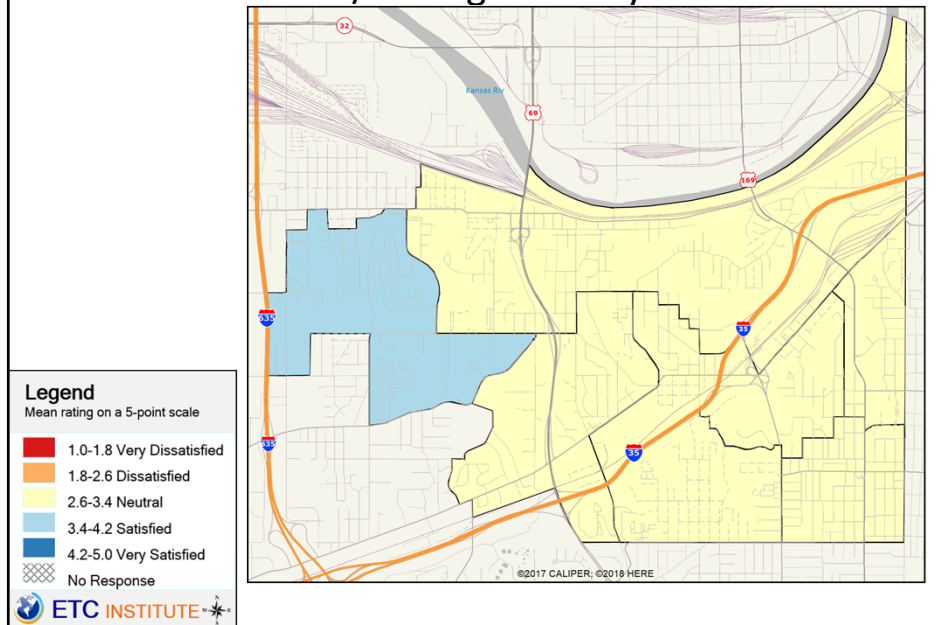 32
Kansas Riv
69
169
635
35
635
35
Legend
Mean rating on a 5-point scale
1.0-1.8 Very Dissatisfied
1.8-2.6 Dissatisfied
2.6-3.4 Neutral
3.4-4.2 Satisfied
4.2-5.0 Very Satisfied
No Response
©2017 CALIPER; ©2018 HERE
ETC INSTITUTE